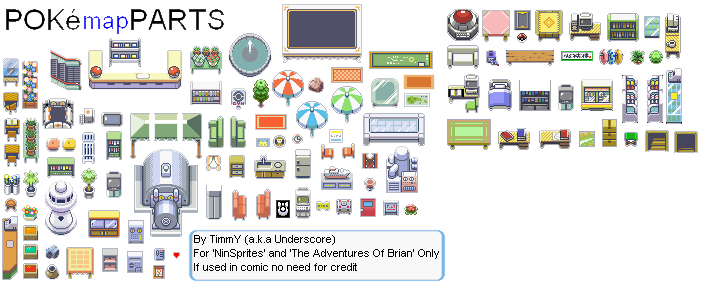 POKémapPARTS
By TimmY (a.k.a Underscore)
For 'NinSprites' and 'The Adventures Of Brian' Only
If used in comic no need for credit